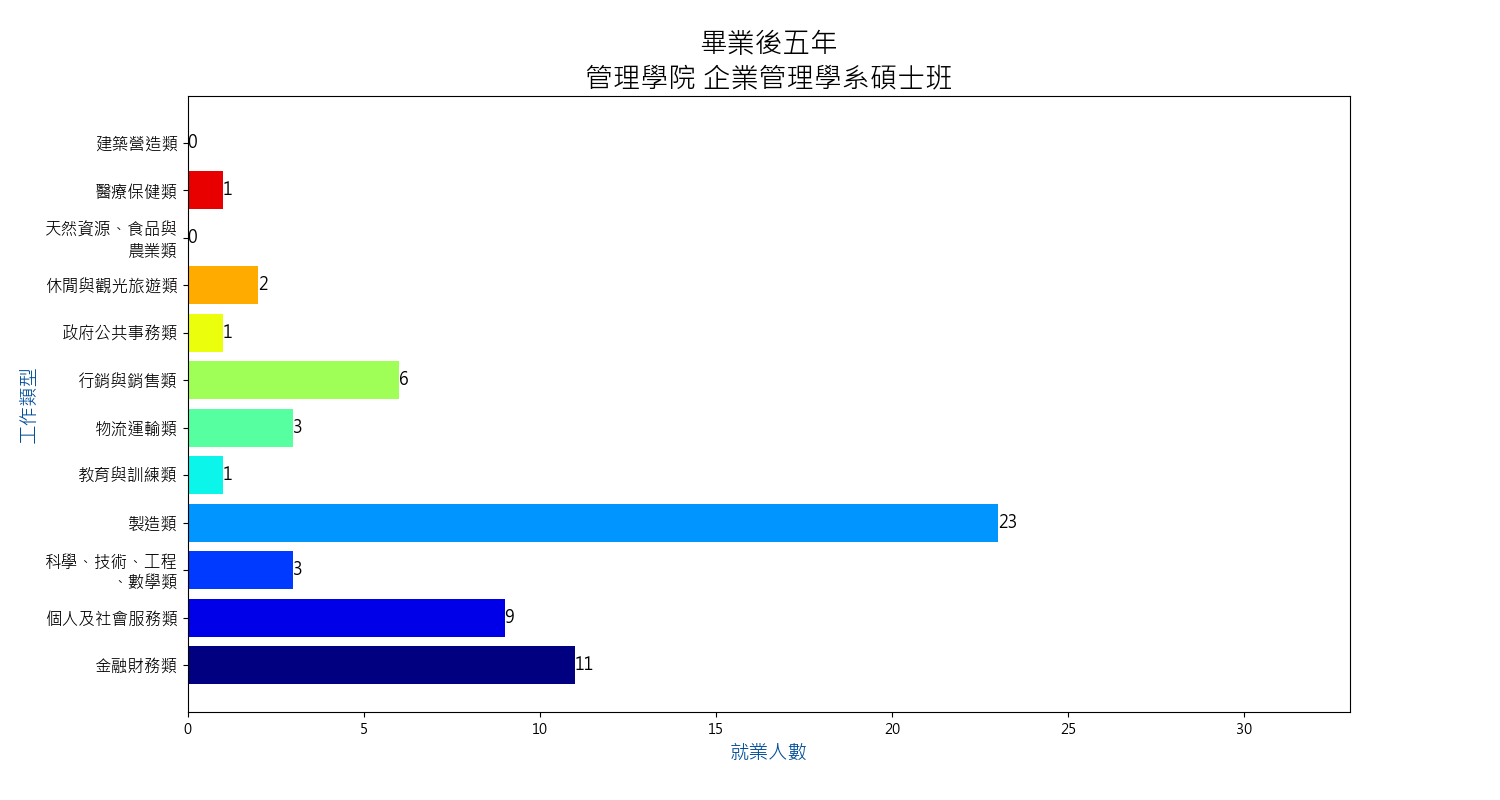 畢業後五年
管理學院 企業管理學系碩士班
建築營造類
0
醫療保健類
1
天然資源、食品與
農業類
0
休閒與觀光旅遊類
2
政府公共事務類
1
行銷與銷售類
6
物流運輸類
3
教育與訓練類
1
製造類
23
科學、技術、工程
、數學類
3
個人及社會服務類
9
金融財務類
11
工作類型
0 5 10 15 20 25 30
就業人數